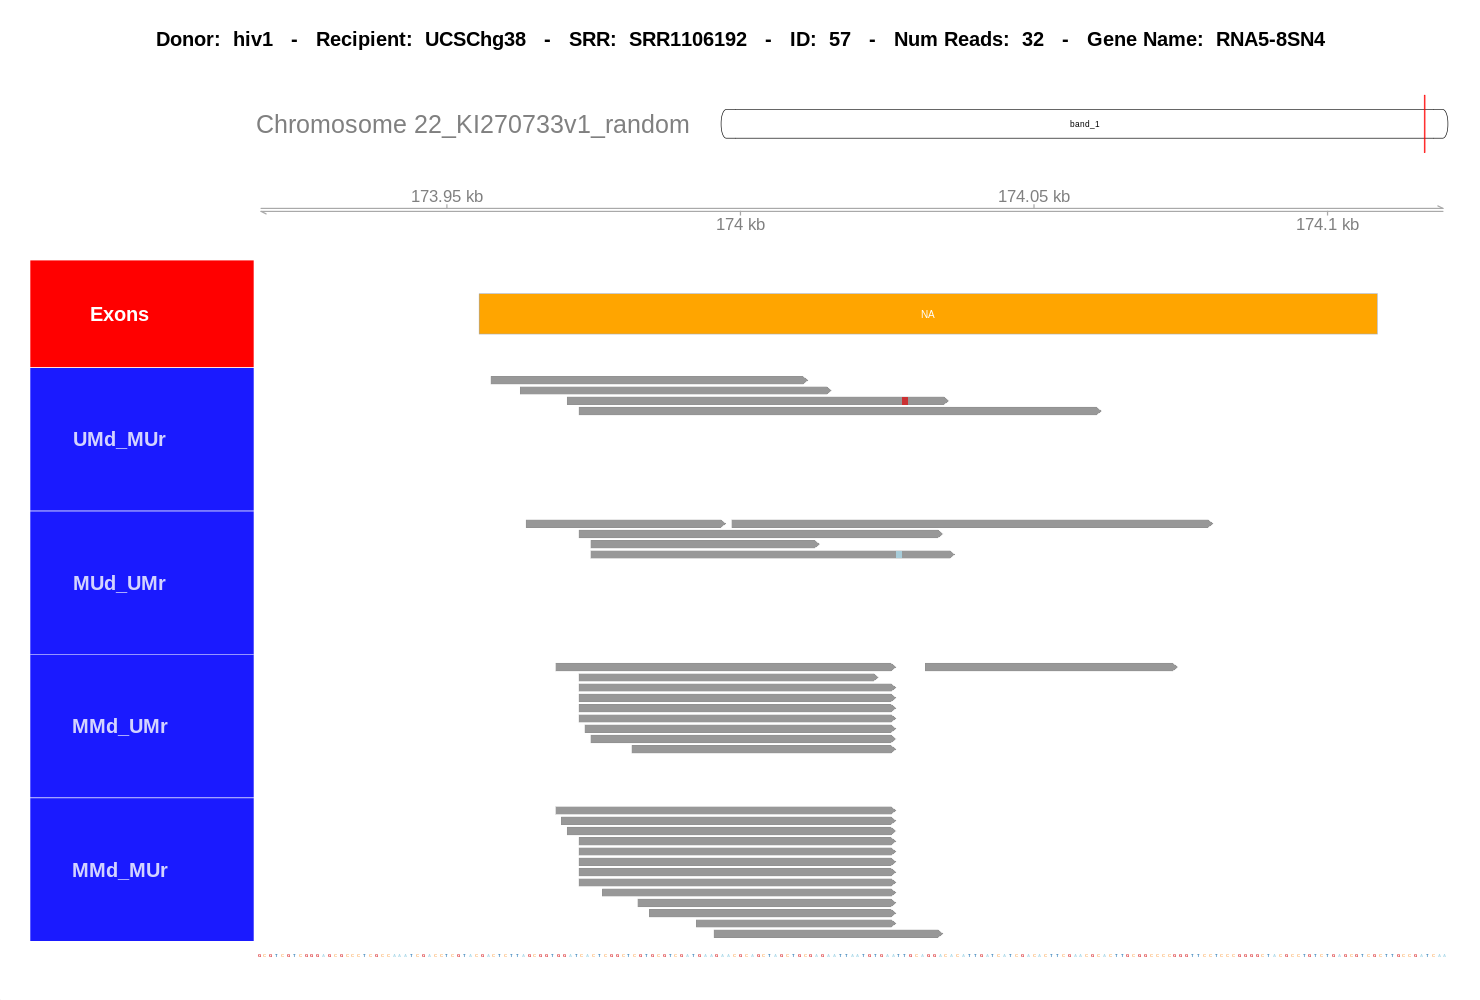 Donor: hiv1 - Recipient: UCSChg38 - SRR: SRR1106192 - ID: 57 - Num Reads: 32 - Gene Name: RNA5-8SN4
Chromosome 22_KI270733v1_random
band_1
173.95 kb
174.05 kb
174 kb
174.1 kb
Exons
NA
UMd_MUr
MUd_UMr
MMd_UMr
MMd_MUr